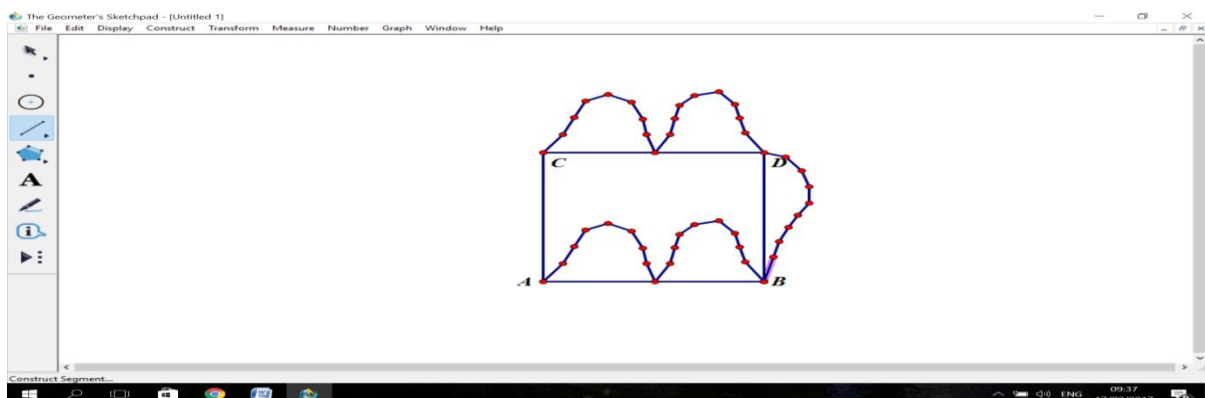 The Geometer's Sketchpad - [Untitled 1]
File Edit Display Construct Transform Measure Number Graph Window Help
A
C
D
A
B
Construct Segment...
ENG
09:37